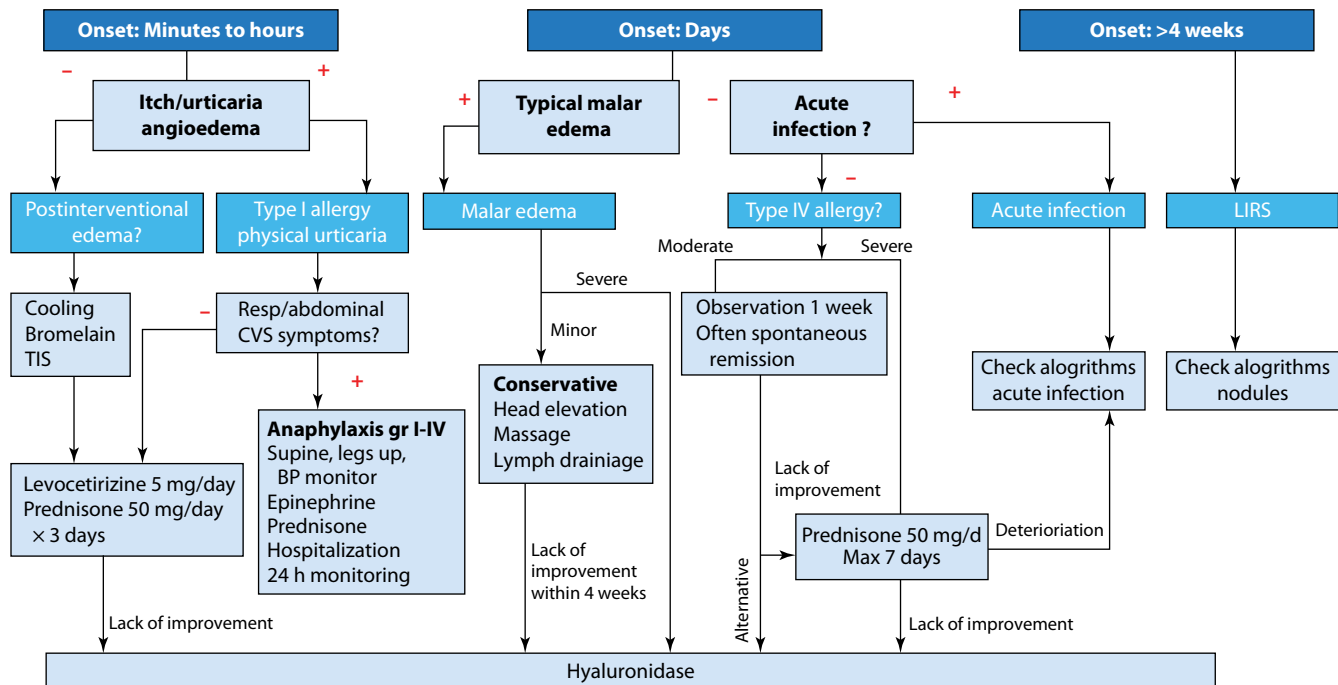 Onset: Minutes to hours
Onset: Days
Onset: >4 weeks
–
+
Itch/urticaria
angioedema
+
Typical malar
edema
–
Acute
infection ?
+
–
Postinterventional
edema?
Type I allergy
physical urticaria
Malar edema
Type IV allergy?
Acute infection
LIRS
Moderate
Severe
Severe
Minor
Cooling
Bromelain
TIS
–
Resp/abdominal
CVS symptoms?
+
Observation 1 week
Often spontaneous
remission
Check alogrithms
acute infection
Check alogrithms
nodules
Conservative
Head elevation
Massage
Lymph drainiage
Anaphylaxis gr I-IV
Supine, legs up,
BP monitor
Epinephrine
Prednisone
Hospitalization
24 h monitoring
Levocetirizine 5 mg/day
Prednisone 50 mg/day
× 3 days
Lack of
improvement
Prednisone 50 mg/d
Max 7 days
Deterioriation
Lack of
improvement
within 4 weeks
Alternative
Lack of improvement
Lack of improvement
Hyaluronidase